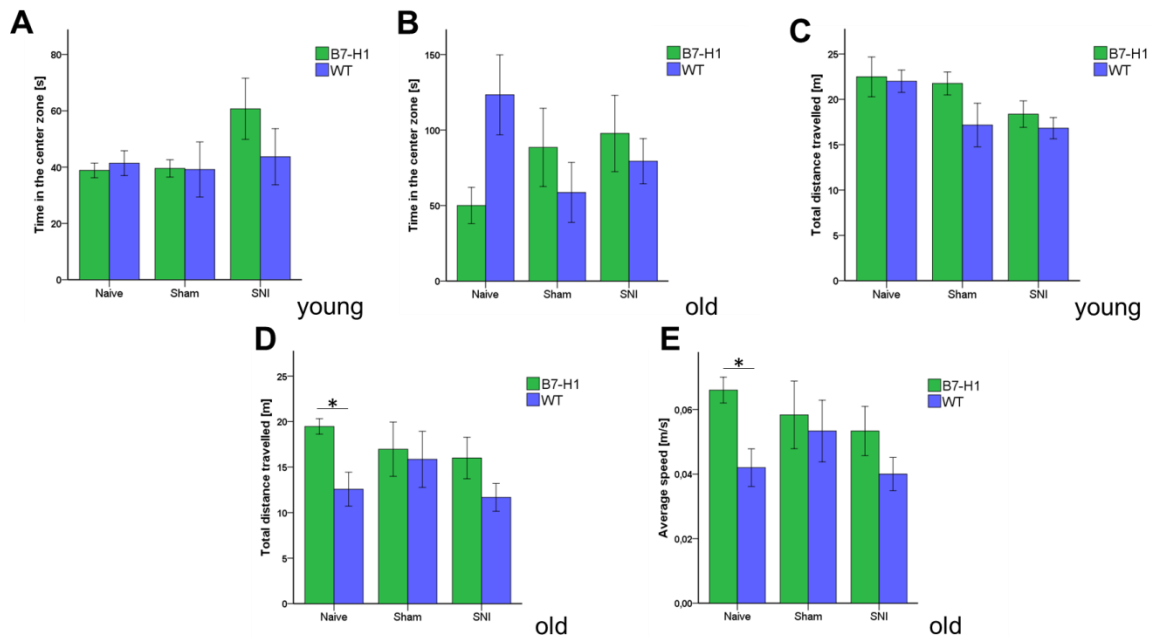 A
Time in the center zone [s]
80
60
40
20
0
Naive
Sham
SNI
B7-H1
WT
young
B
Time in the center zone [s]
150
100
50
0
Naive
Sham
SNI
B7-H1
WT
old
C
Total distance travelled [m]
25
20
15
10
5
0
Naive
Sham
SNI
B7-H1
WT
young
D
Total distance travelled [m]
25
20
15
10
5
0
*
Naive
Sham
SNI
B7-H1
WT
old
E
Average speed [m/s]
0,06
0,04
0,02
0,00
*
Naive
Sham
SNI
B7-H1
WT
old